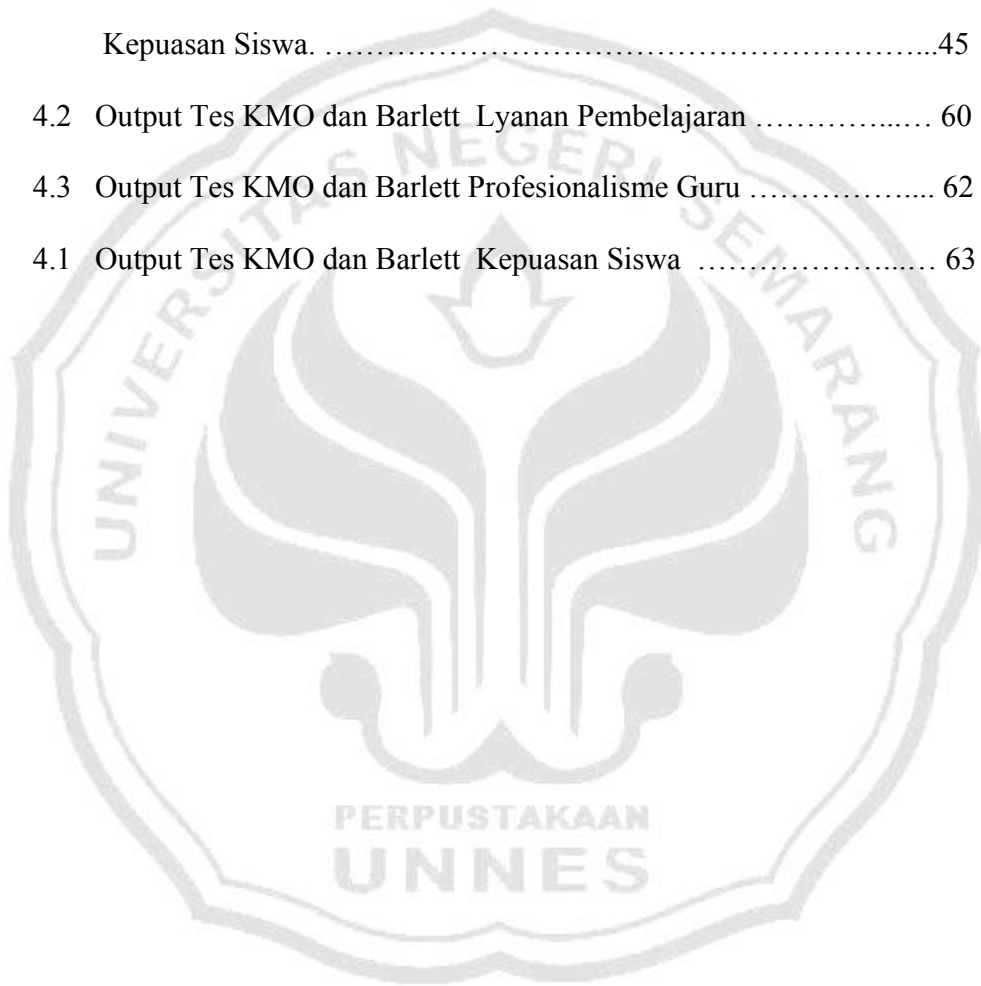 Kepuasan Siswa. ……………………………………………………...45
4.2 Output Tes KMO dan Barlett Lyanan Pembelajaran …………...… 60
4.3 Output Tes KMO dan Barlett Profesionalisme Guru …………….... 62
4.1 Output Tes KMO dan Barlett Kepuasan Siswa ………………...… 63
UNIVERSITAS NEGERI SEMARANG
PERPUSTAKAAN
UNNES